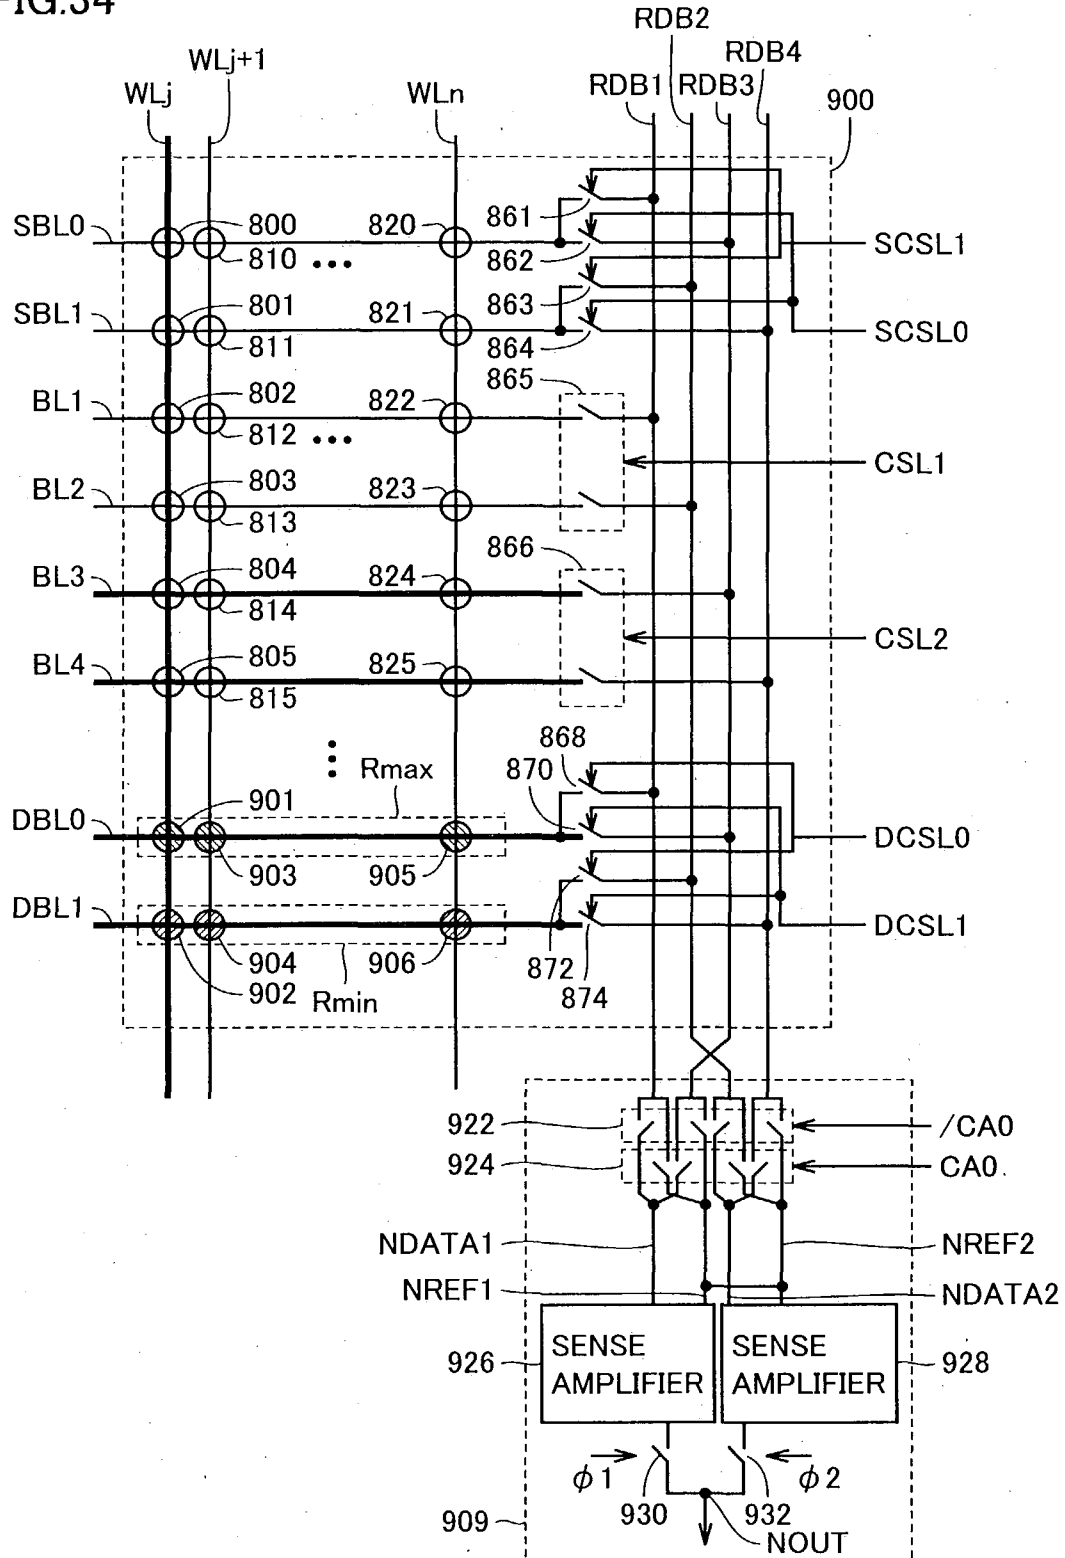 FIG.34
RDB2
WLj+1
RDB4
WLj
WLn
RDB1
RDB3
900
SBL0
800
820
861
810
•••
862
SCSL1
SBL1
801
821
863
811
864
SCSL0
BL1
802
822
865
812
•••
CSL1
BL2
803
823
813
866
BL3
804
824
814
CSL2
BL4
805
825
815
868
Rmax
870
DBL0
901
903
905
DCSL0
DBL1
904
906
872
DCSL1
902
Rmin
874
922
/CA0
924
CA0.
NDATA1
NREF2
NREF1
NDATA2
926
SENSE
AMPLIFIER
SENSE
AMPLIFIER
928
φ1
930
932
φ2
909
NOUT